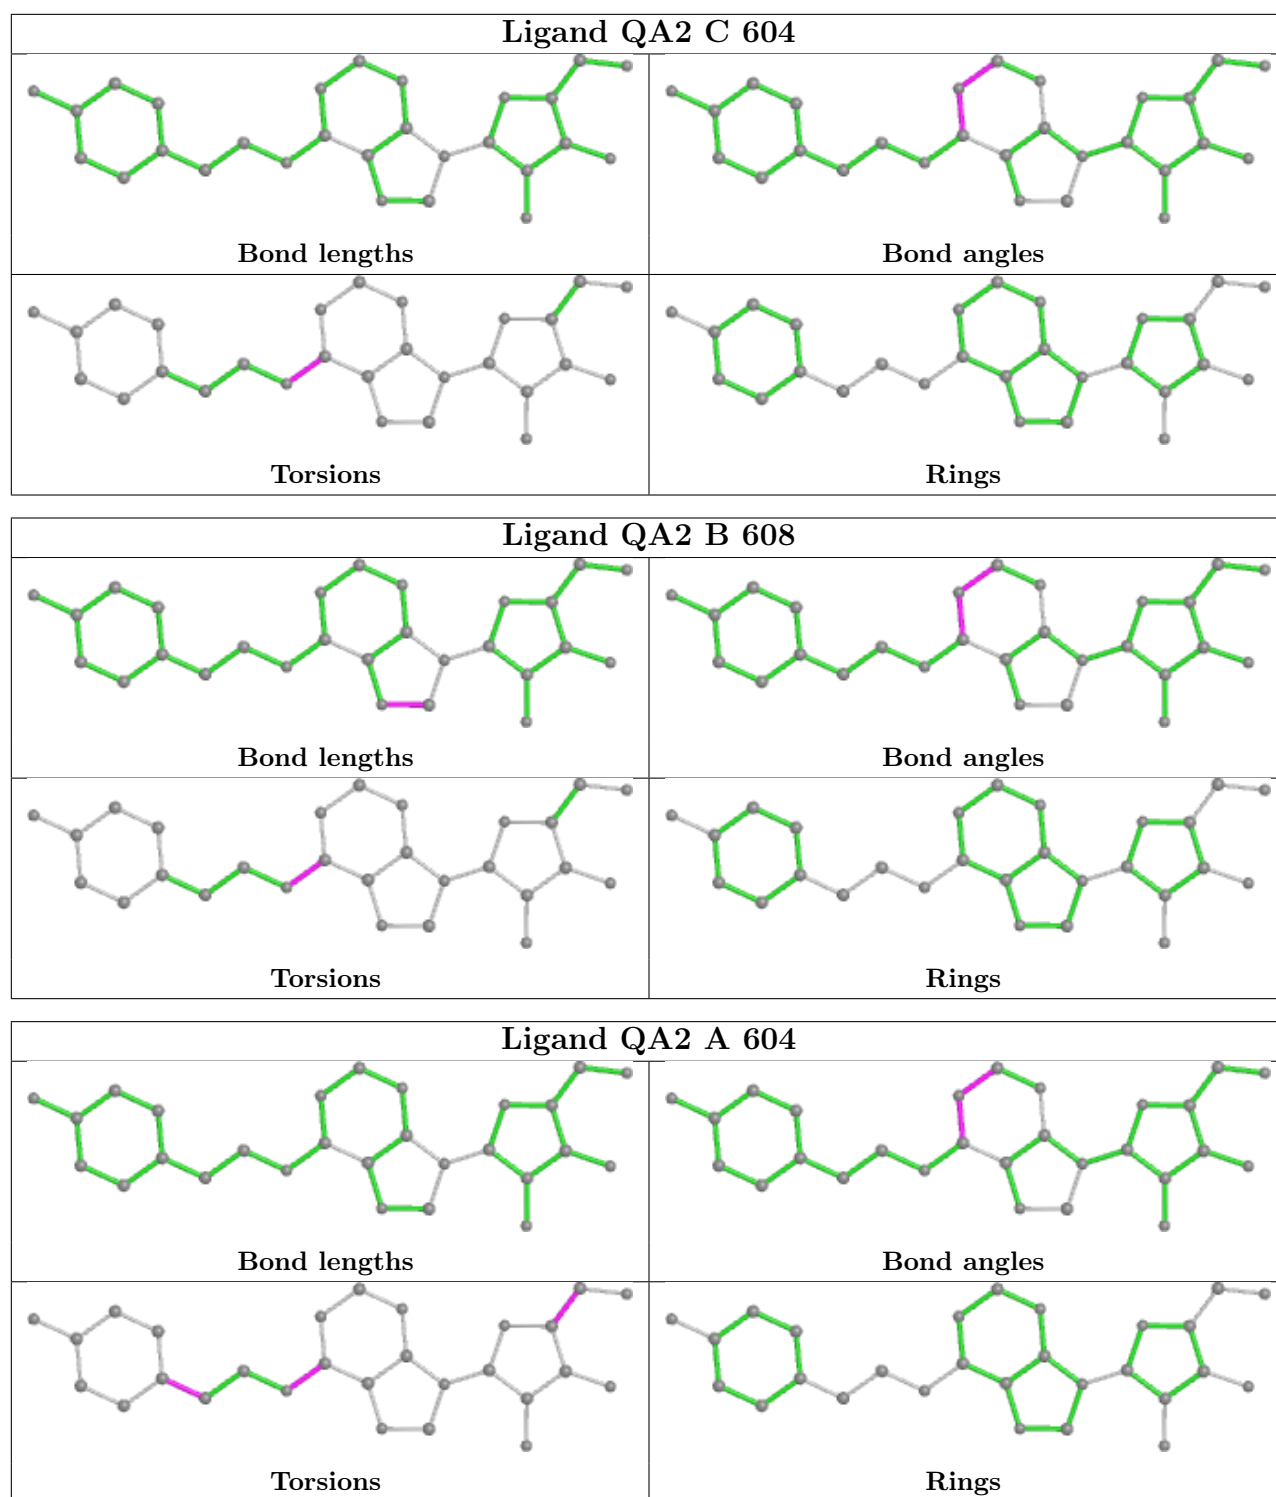 Ligand QA2 C 604
Bond lengths
Bond angles
Torsions
Rings
Ligand QA2 B 608
Bond lengths
Bond angles
Torsions
Rings
Ligand QA2 A 604
Bond lengths
Bond angles
Torsions
Rings